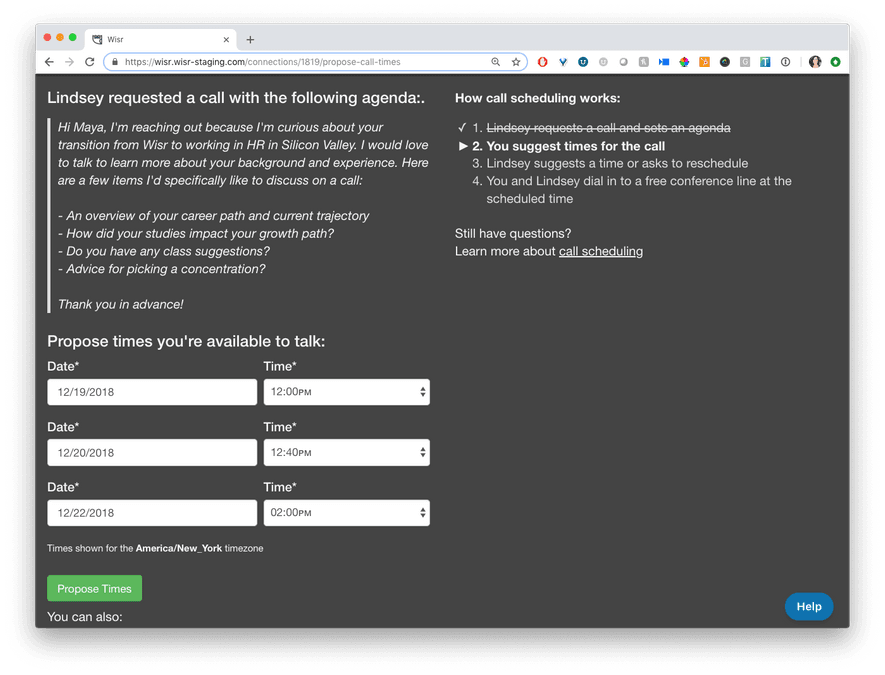 Wisr
https://wisr.wisr-staging.com/connections/1819/propose-call-times
Lindsey requested a call with the following agenda:.
Hi Maya, I'm reaching out because I'm curious about your
transition from Wisr to working in HR in Silicon Valley. I would love
to talk to learn more about your background and experience. Here
are a few items I'd specifically like to discuss on a call:
- An overview of your career path and current trajectory
- How did your studies impact your growth path?
- Do you have any class suggestions?
- Advice for picking a concentration?
Thank you in advance!
Propose times you're available to talk:
Date* Time*
12/19/2018 12:00PM
Date* Time*
12/20/2018 12:40PM
Date* Time*
12/22/2018 02:00PM
Times shown for the America/New_York timezone
Propose Times
You can also:
How call scheduling works:
✓ 1. Lindsey requests a call and sets an agenda
▶ 2. You suggest times for the call
3. Lindsey suggests a time or asks to reschedule
4. You and Lindsey dial in to a free conference line at the
scheduled time
Still have questions?
Learn more about call scheduling
Help